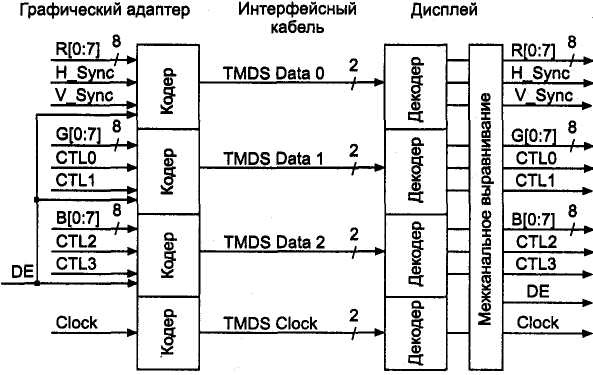 Графический адаптер Интерфейсный кабель Дисплей
R[0:7] 8 R[0:7] 8
H_Sync TMDS Data 0 2 H_Sync
V_Sync V_Sync
Кодер Декодер
G[0:7] 8 G[0:7] 8
CTL0 TMDS Data 1 2 CTL0
CTL1 CTL1
Кодер Декодер
Межканальное выравнивание
B[0:7] 8 B[0:7] 8
CTL2 TMDS Data 2 2 CTL2
CTL3 CTL3
Кодер Декодер
DE DE
Clock TMDS Clock 2 Clock
Кодер Декодер